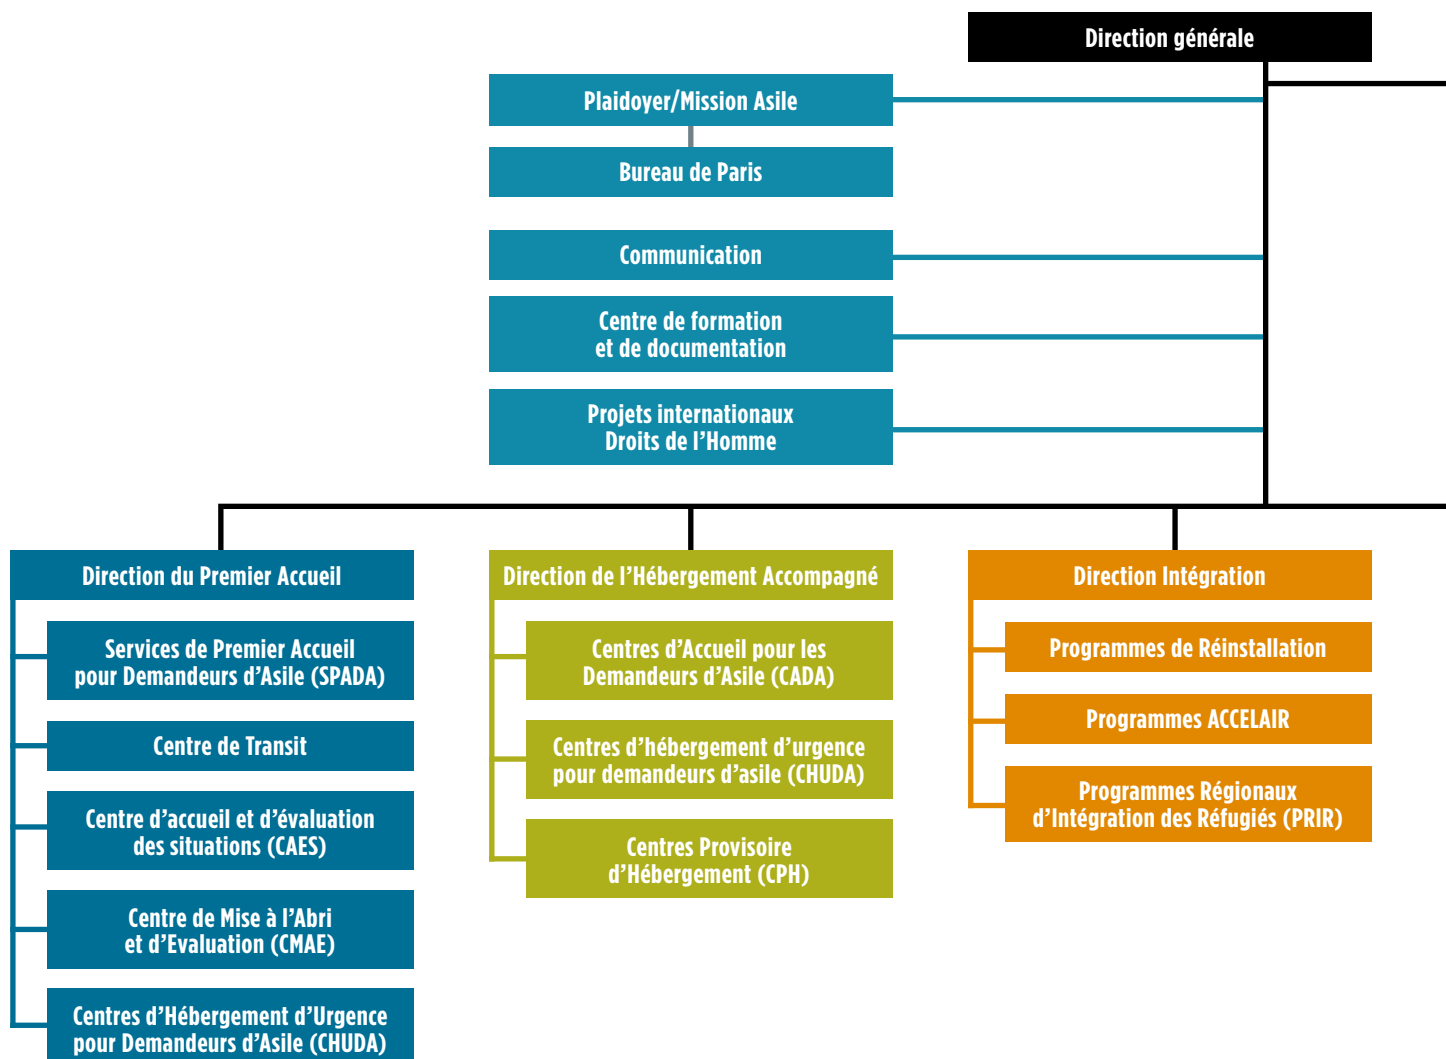 Direction générale
Plaidoyer/Mission Asile
Bureau de Paris
Communication
Centre de formation
et de documentation
Projets internationaux
Droits de l'Homme
Direction du Premier Accueil
Services de Premier Accueil
pour Demandeurs d'Asile (SPADA)
Centre de Transit
Centre d'accueil et d'évaluation
des situations (CAES)
Centre de Mise à l'Abri
et d'Evaluation (CMAE)
Centres d'Hébergement d'Urgence
pour Demandeurs d'Asile (CHUDA)
Direction de l'Hébergement Accompagné
Centres d'Accueil pour les
Demandeurs d'Asile (CADA)
Centres d'hébergement d'urgence
pour demandeurs d'asile (CHUDA)
Centres Provisoire
d'Hébergement (CPH)
Direction Intégration
Programmes de Réinstallation
Programmes ACCELAIR
Programmes Régionaux
d'Intégration des Réfugiés (PRIR)